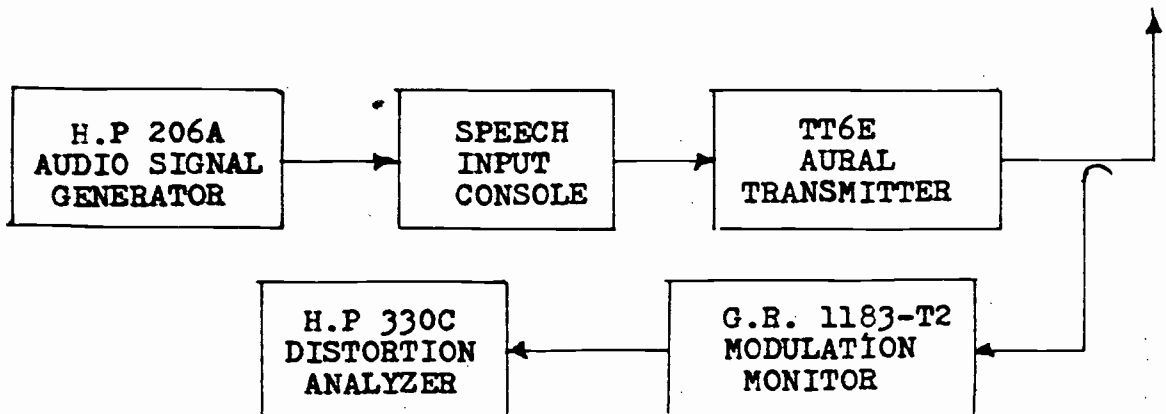 H.P 206A
AUDIO SIGNAL
GENERATOR
SPEECH
INPUT
CONSOLE
TT6E
AURAL
TRANSMITTER
H.P 330C
DISTORTION
ANALYZER
G.R. 1183-T2
MODULATION
MONITOR